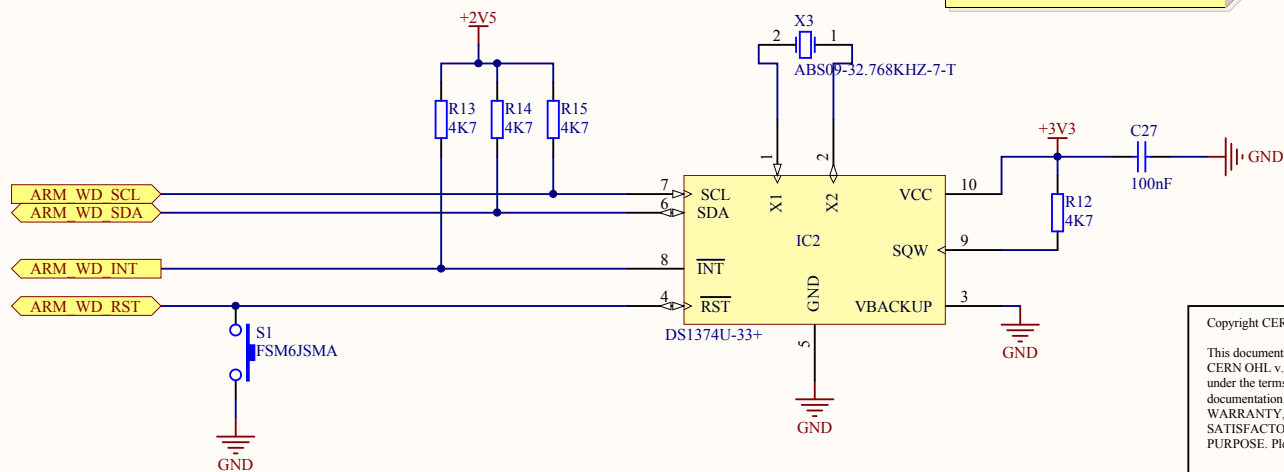 +2V5
X3
2
1
ABS09-32.768KHZ-7-T
R13
4K7
R14
4K7
R15
4K7
+3V3
C27
100nF
GND
R12
4K7
ARM_WD_SCL
ARM_WD_SDA
ARM_WD_INT
ARM_WD_RST
7
6
8
4
1
2
SCL
SDA
INT
RST
X1
X2
IC2
GND
VCC
SQW
VBACKUP
10
9
3
5
DS1374U-33+
GND
GND
S1
FSM6JSMA
GND
Copyright CER
This document
CERN OHL v.
under the terms
documentation
WARRANTY,
SATISFACTO
PURPOSE. Ple